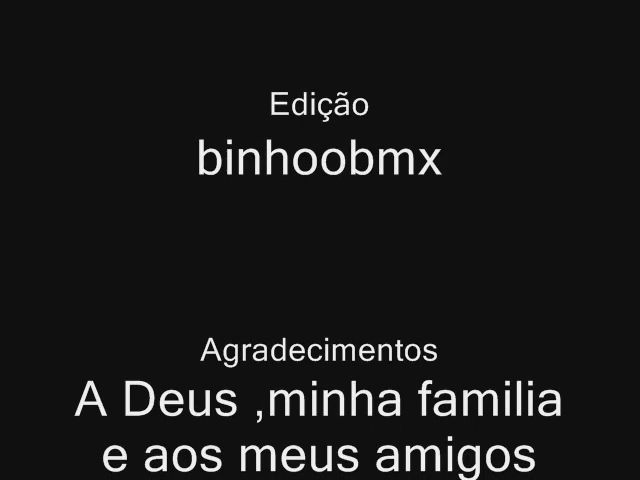 Edição
binhoobmx
Agradecimentos
A Deus ,minha familia
e aos meus amigos